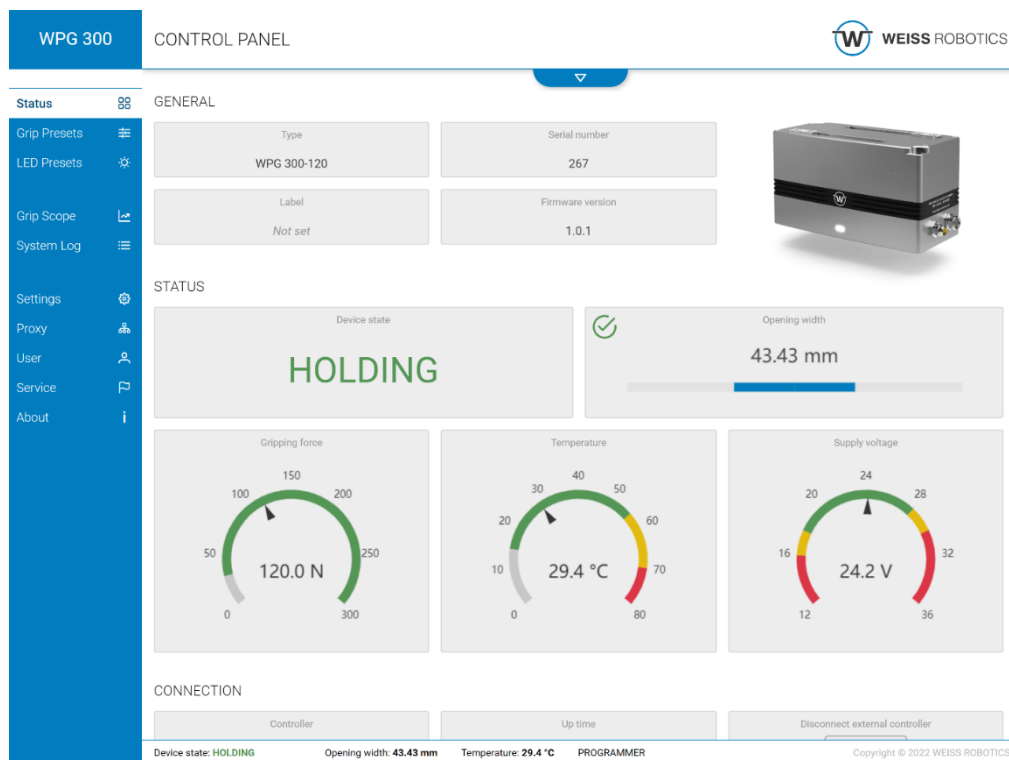 WPG 300
CONTROL PANEL
WEISS ROBOTICS
Status
Grip Presets
LED Presets
Grip Scope
System Log
Settings
Proxy
User
Service
About
GENERAL
Type
WPG 300-120
Serial number
267
Label
Not set
Firmware version
1.0.1
STATUS
Device state
HOLDING
Opening width
43.43 mm
Gripping force
0
50
100
150
200
250
300
120.0 N
Temperature
0
10
20
30
40
50
60
70
80
29.4 °C
Supply voltage
12
16
20
24
28
32
36
24.2 V
CONNECTION
Controller
Up time
Disconnect external controller
Device state: HOLDING
Opening width: 43.43 mm
Temperature: 29.4 °C
PROGRAMMER
Copyright © 2022 WEISS ROBOTICS